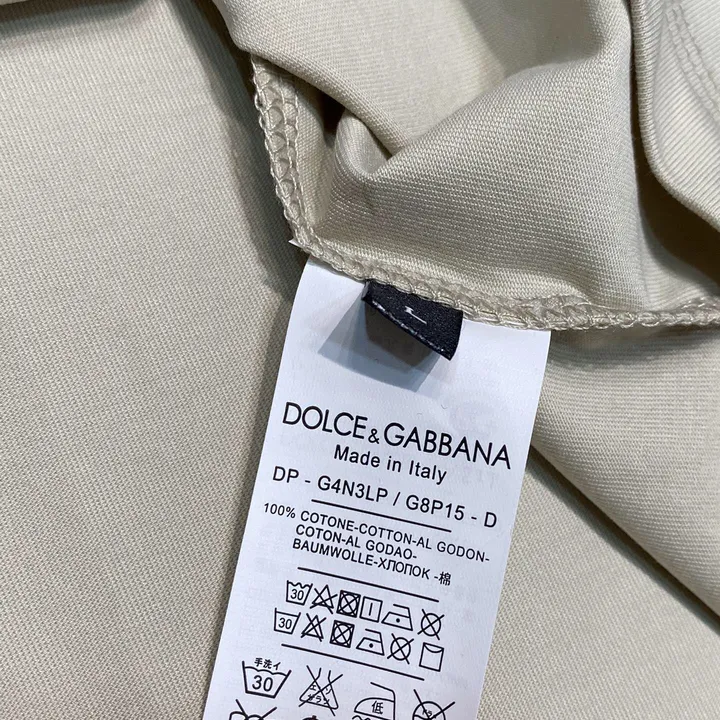 DOLCE & GABBANA
Made in Italy
DP - G4N3LP / G8P15 - D
100% COTONE-COTTON-AL GODON-
COTON-AL GODAO-
BAUMWOLLE-ХЛОПОК -棉
30
30
手洗イ
30
低